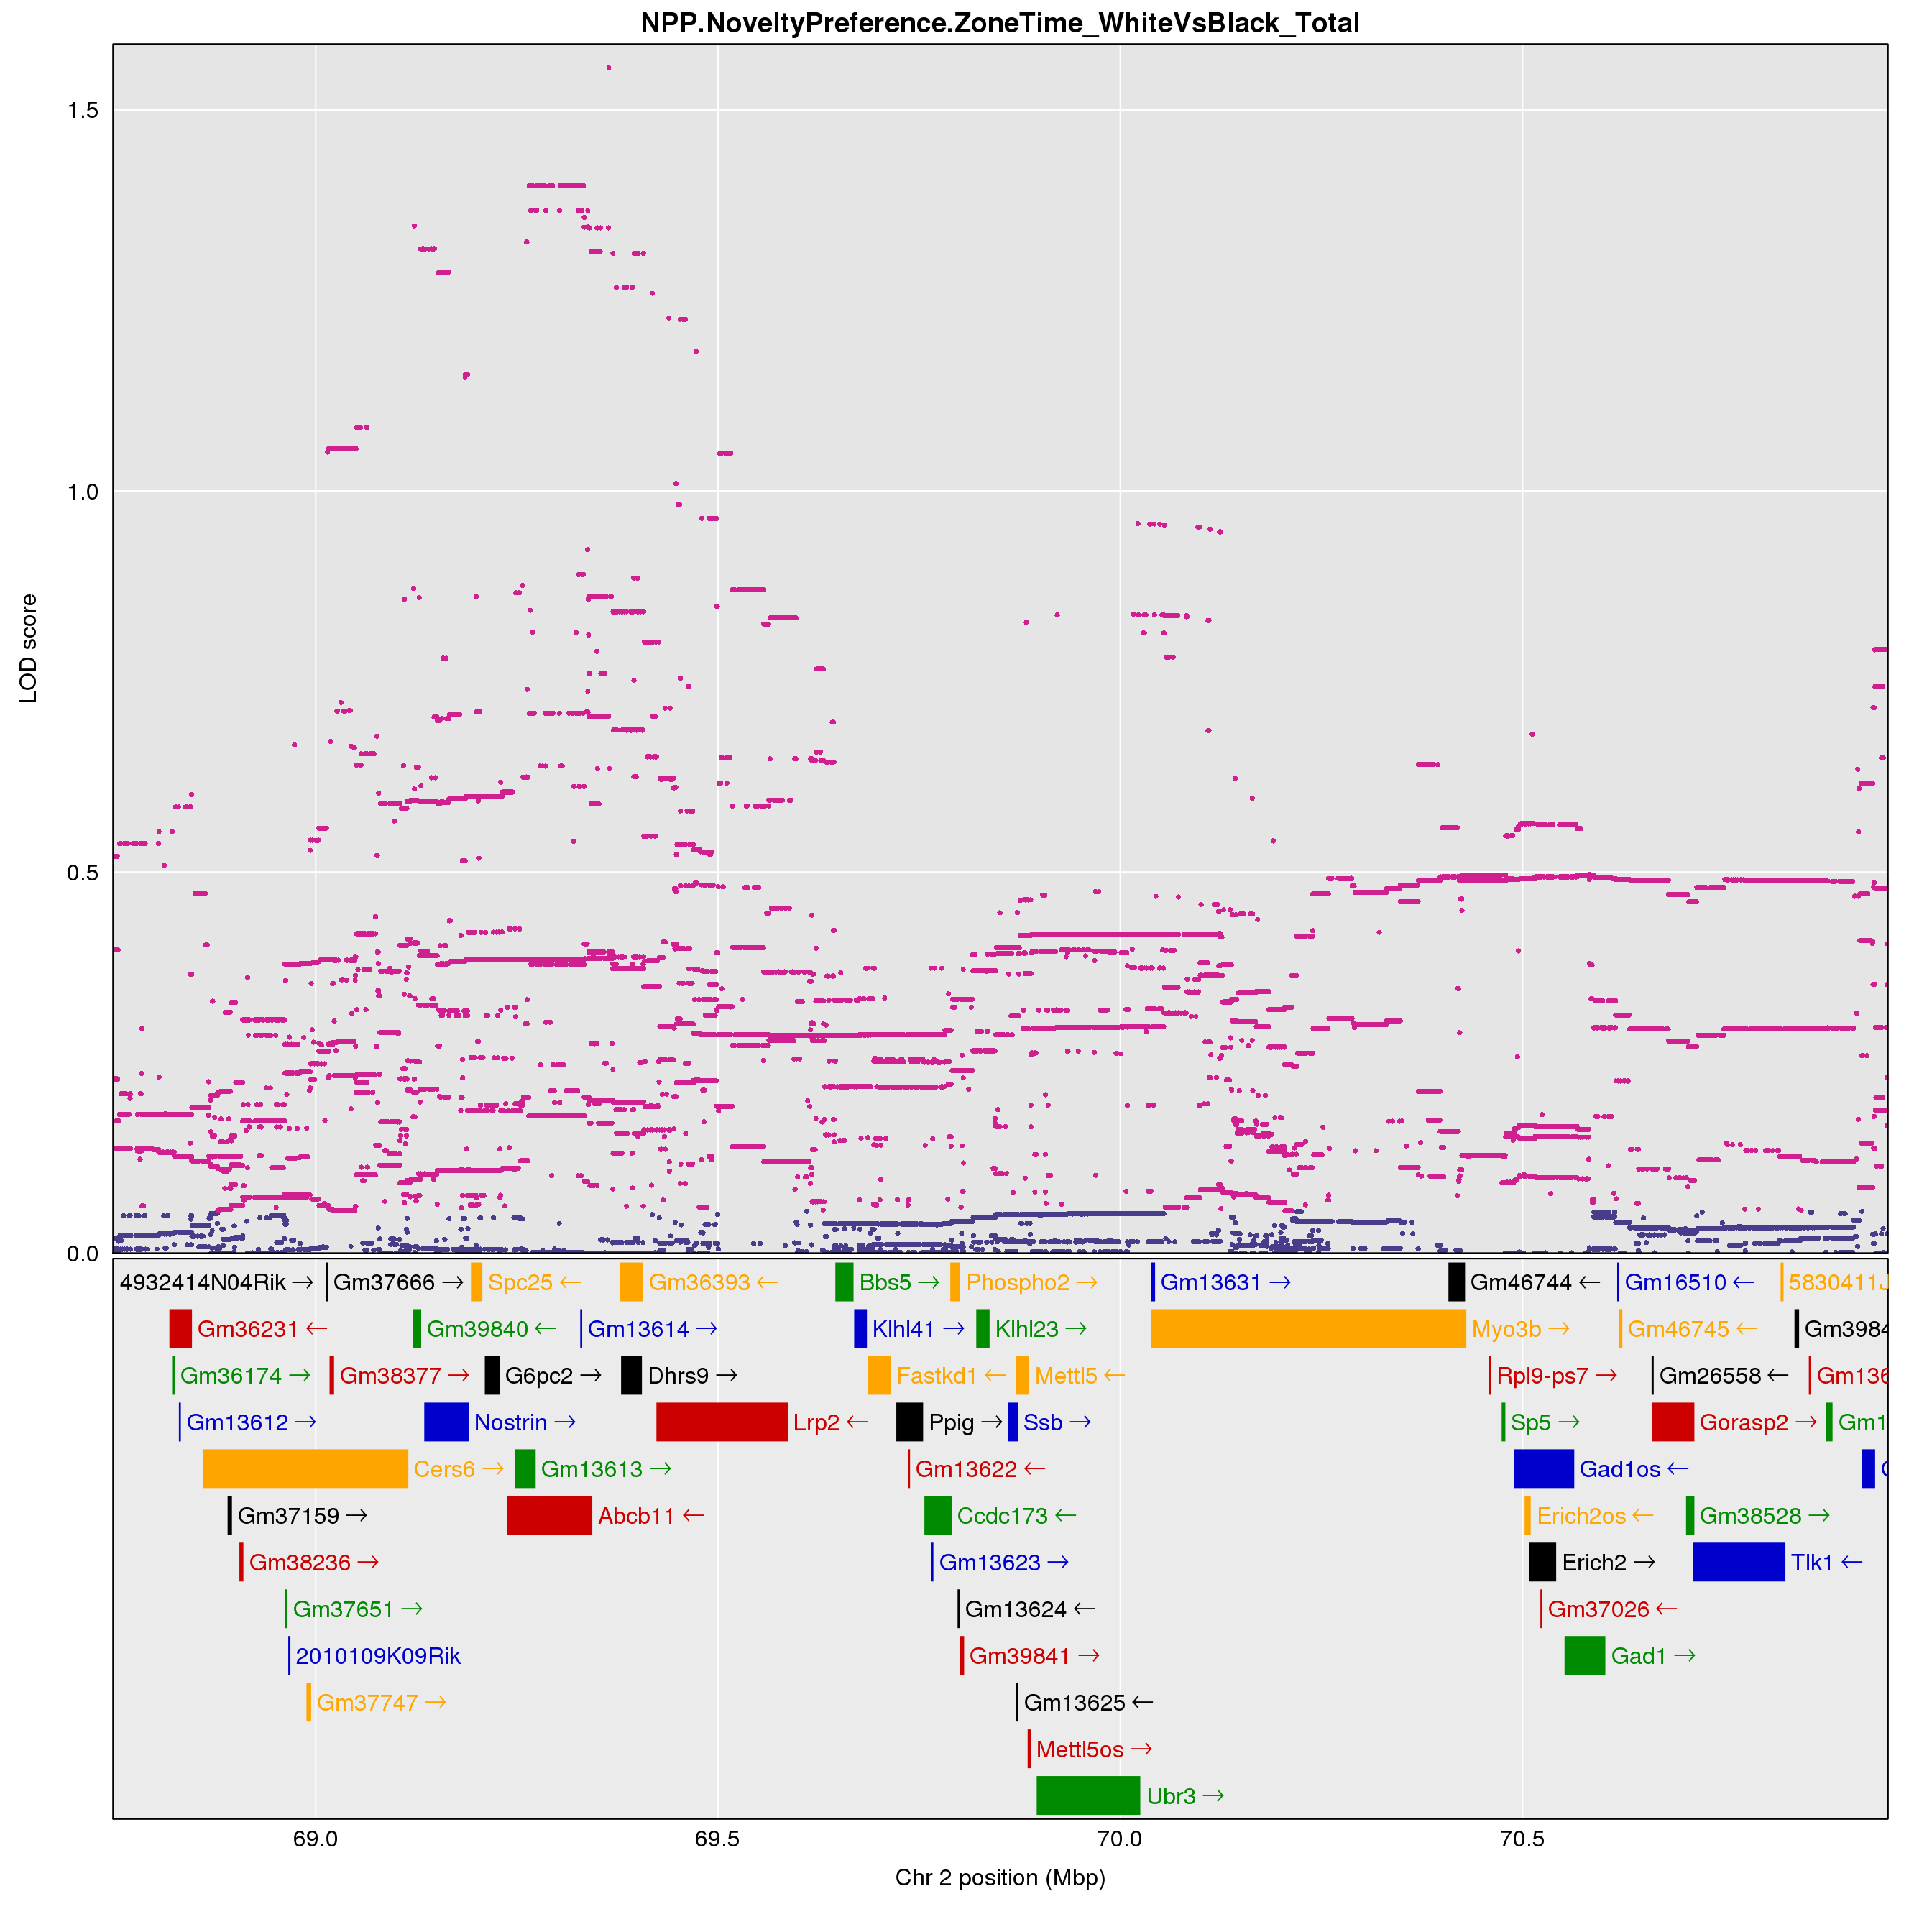 NPP.NoveltyPreference.ZoneTime_WhiteVsBlack_Total
1.5
1.0
0.5
0.0
LOD score
4932414N04Rik → Gm37666 → Spc25 ← Gm36393 ← Bbs5 → Phospho2 → Gm13631 → Gm46744 ← Gm16510 ← 5830411J
Gm36231 ← Gm39840 ← Gm13614 → Klhl41 → Klhl23 → Myo3b → Gm46745 ← Gm3984
Gm36174 → Gm38377 → G6pc2 → Dhrs9 → Fastkd1 ← Mettl5 ← Rpl9-ps7 → Gm26558 ← Gm136
Gm13612 → Nostrin → Lrp2 ← Ppig → Ssb → Sp5 → Gorasp2 → Gm1
Cers6 → Gm13613 → Gm13622 ← Gad1os ←
Gm37159 → Abcb11 ← Ccdc173 ← Erich2os ← Gm38528 →
Gm38236 → Gm13623 → Erich2 → Tlk1 ←
Gm37651 → Gm13624 ← Gm37026 ←
2010109K09Rik Gm39841 → Gad1 →
Gm37747 → Gm13625 ←
Mettl5os →
Ubr3 →
69.0 69.5 70.0 70.5
Chr 2 position (Mbp)